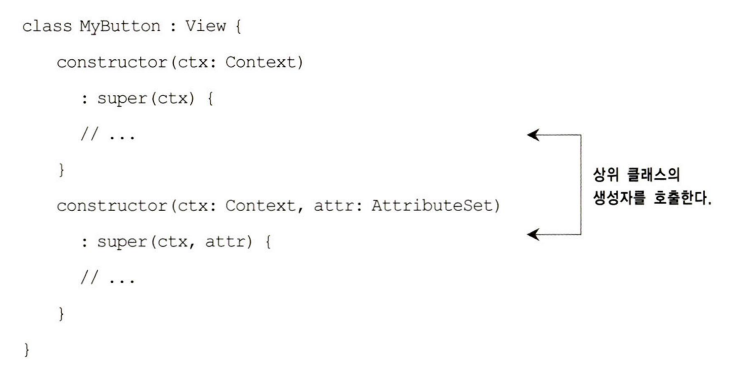 class MyButton : View {
constructor(ctx: Context)
: super(ctx) {
// ...
}
constructor(ctx: Context, attr: AttributeSet)
: super(ctx, attr) {
// ...
}
}
상위 클래스의
생성자를 호출한다.